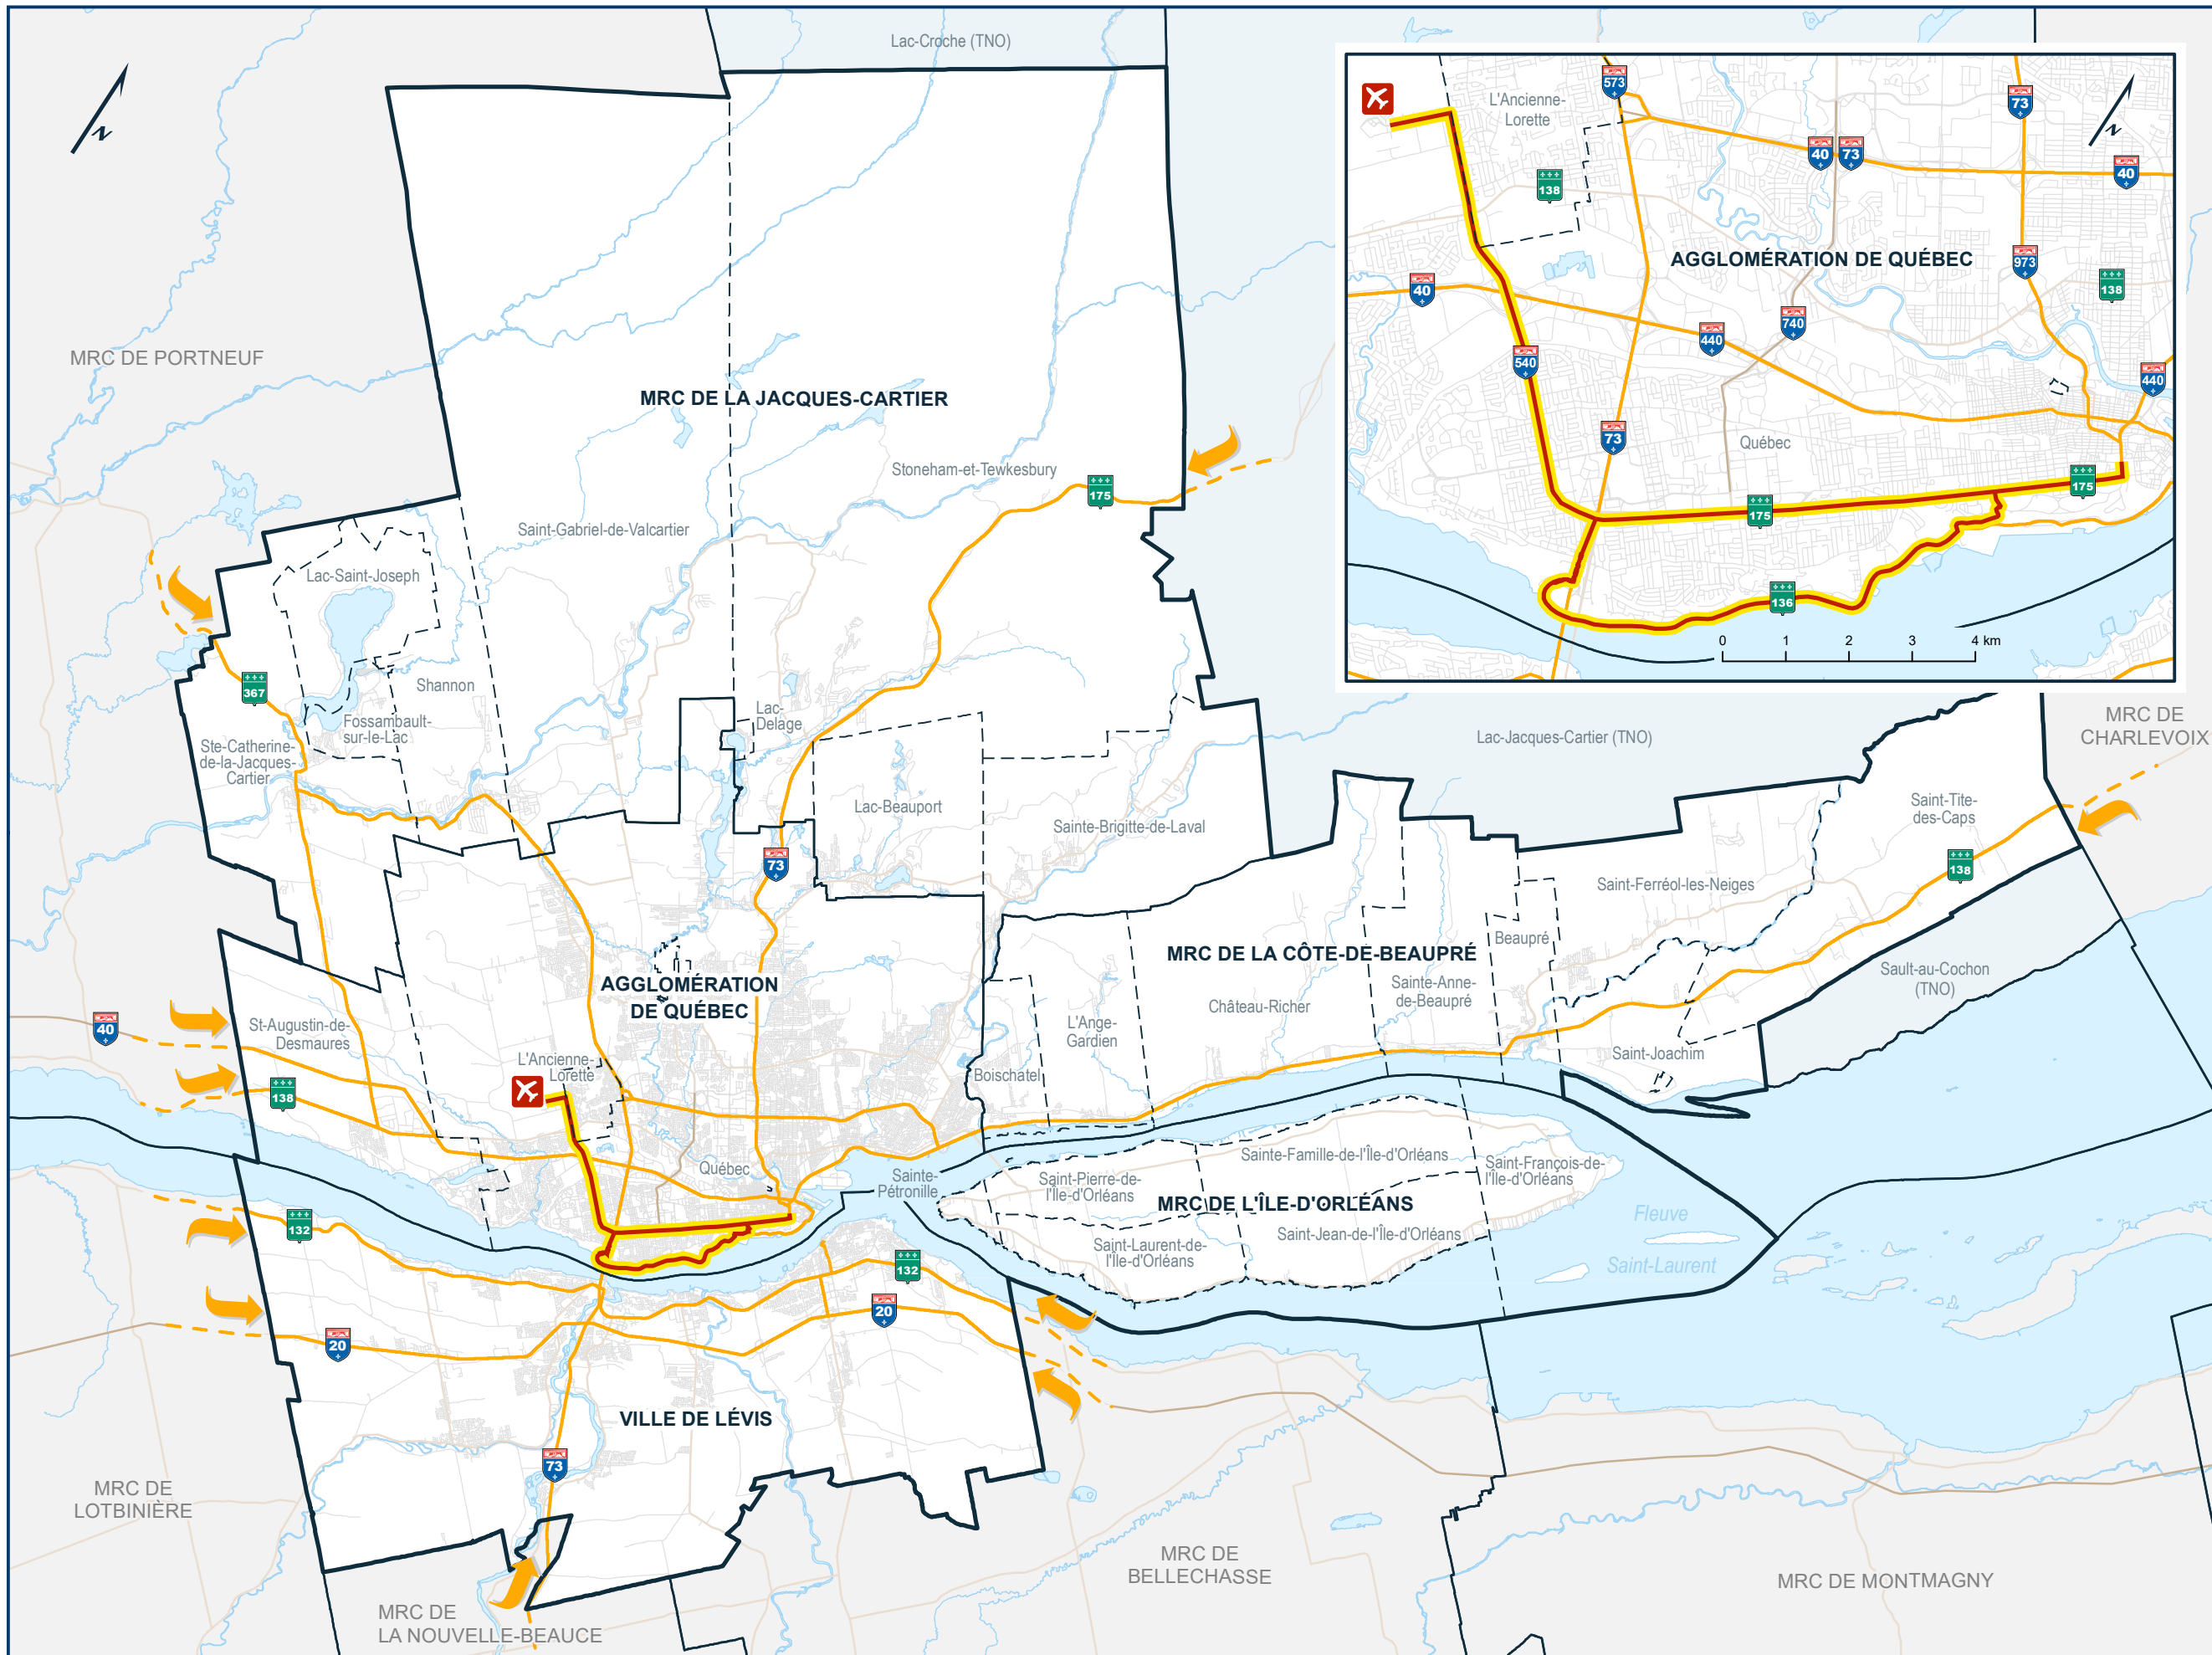 Lac-Croche (TNO)
N
MRC DE PORTNEUF
MRC DE LA JACQUES-CARTIER
Stoneham-et-Tewkesbury
175
Saint-Gabriel-de-Valcartier
Lac-Saint-Joseph
367
Shannon
Fossambault-
sur-le-Lac
Ste-Catherine-
de-la-Jacques-
Cartier
Lac-
Delage
Lac-Beauport
73
Sainte-Brigitte-de-Laval
Lac-Jacques-Cartier (TNO)
MRC DE
CHARLEVOIX
Saint-Tite-
des-Caps
138
Saint-Ferréol-les-Neiges
Beaupré
MRC DE LA CÔTE-DE-BEAUPRÉ
Sainte-Anne-
de-Beaupré
Château-Richer
L'Ange-
Gardien
Boischatel
Saint-Joachim
Sault-au-Cochon
(TNO)
AGGLOMÉRATION
DE QUÉBEC
40
St-Augustin-de-
Desmaures
138
L'Ancienne-
Lorette
Québec
Sainte-
Pétronille
Saint-Pierre-de-
l'Île-d'Orléans
Sainte-Famille-de-l'Île-d'Orléans
Saint-François-de-
l'Île-d'Orléans
MRC DE L'ÎLE-D'ORLÉANS
Saint-Laurent-de-
l'Île-d'Orléans
Saint-Jean-de-l'Île-d'Orléans
Fleuve
Saint-Laurent
132
132
20
20
VILLE DE LÉVIS
73
MRC DE
LOTBINIÈRE
MRC DE
LA NOUVELLE-BEAUCE
MRC DE
BELLECHASSE
MRC DE MONTMAGNY
573
73
N
L'Ancienne-
Lorette
138
40
73
40
AGGLOMÉRATION DE QUÉBEC
973
138
40
740
440
540
440
73
Québec
175
175
136
0 1 2 3 4 km